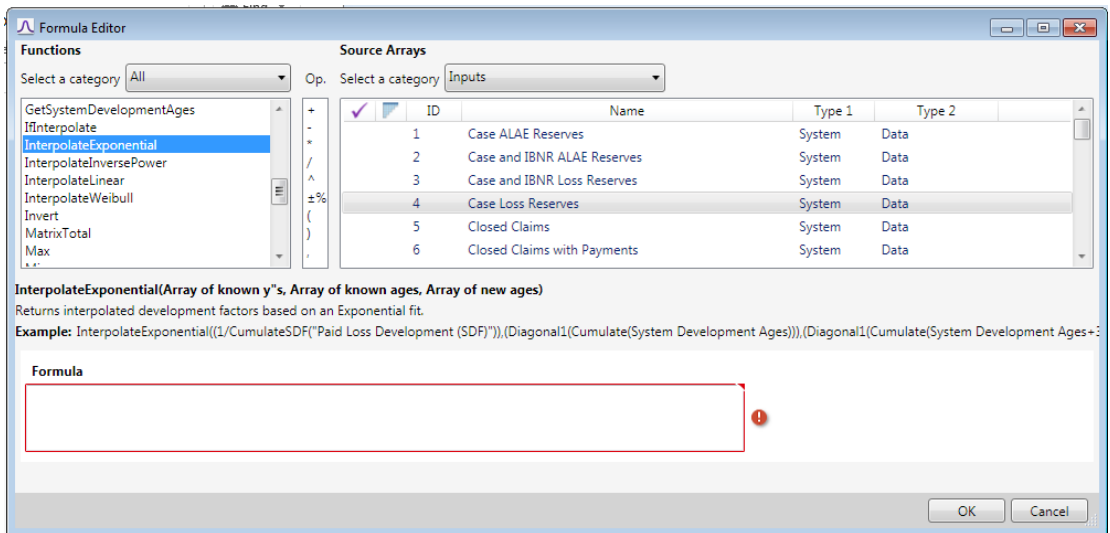 Formula Editor
Functions
Source Arrays
Select a category All
Op.
Select a category Inputs
GetSystemDevelopmentAges
IfInterpolate
InterpolateExponential
InterpolateInversePower
InterpolateLinear
InterpolateWeibull
Invert
MatrixTotal
Max
+
-
*
/
^
±%
(
)
,
ID Name Type 1 Type 2
1 Case ALAE Reserves System Data
2 Case and IBNR ALAE Reserves System Data
3 Case and IBNR Loss Reserves System Data
4 Case Loss Reserves System Data
5 Closed Claims System Data
6 Closed Claims with Payments System Data
InterpolateExponential(Array of known y"s, Array of known ages, Array of new ages)
Returns interpolated development factors based on an Exponential fit.
Example: InterpolateExponential((1/CumulateSDF("Paid Loss Development (SDF)")),(Diagonal1(Cumulate(System Development Ages))),(Diagonal1(Cumulate(System Development Ages+3
Formula
OK
Cancel